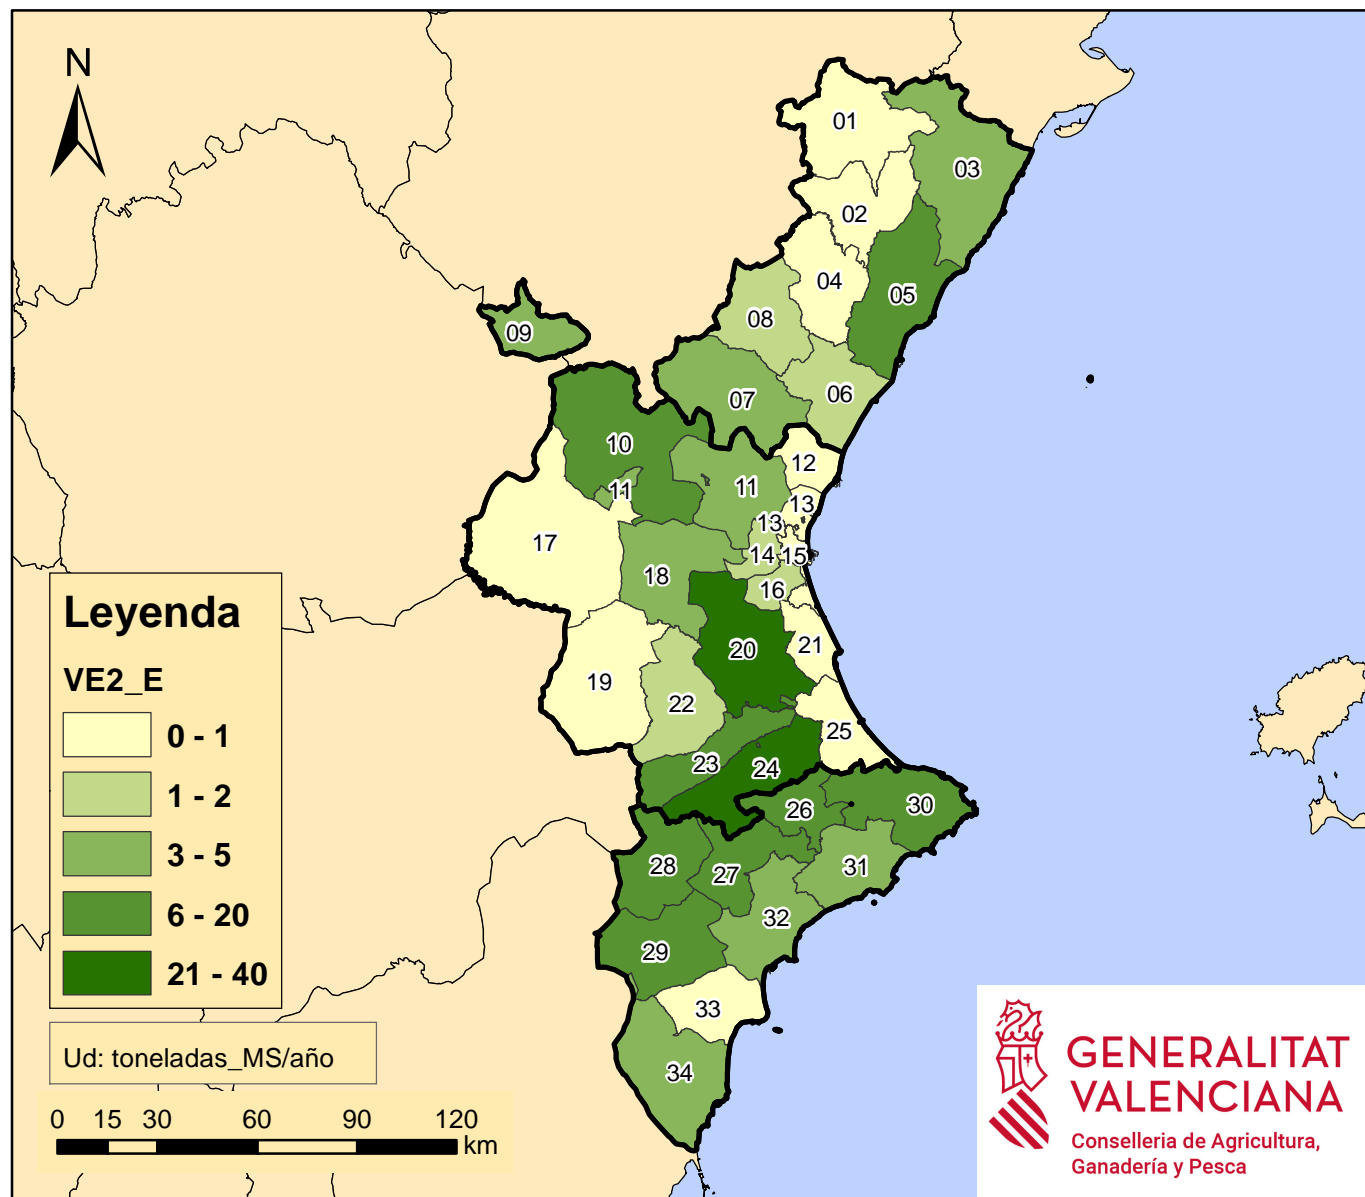 N
01
03
02
04
05
08
09
06
07
10
12
11
11
13
13
17
14
15
18
16
20
21
19
22
25
23
24
26
30
28
27
31
32
29
33
34
Leyenda
VE2_E
0 - 1
1 - 2
3 - 5
6 - 20
21 - 40
Ud: toneladas_MS/año
0 15 30 60 90 120
km
GENERALITAT
VALENCIANA
Conselleria de Agricultura,
Ganadería y Pesca